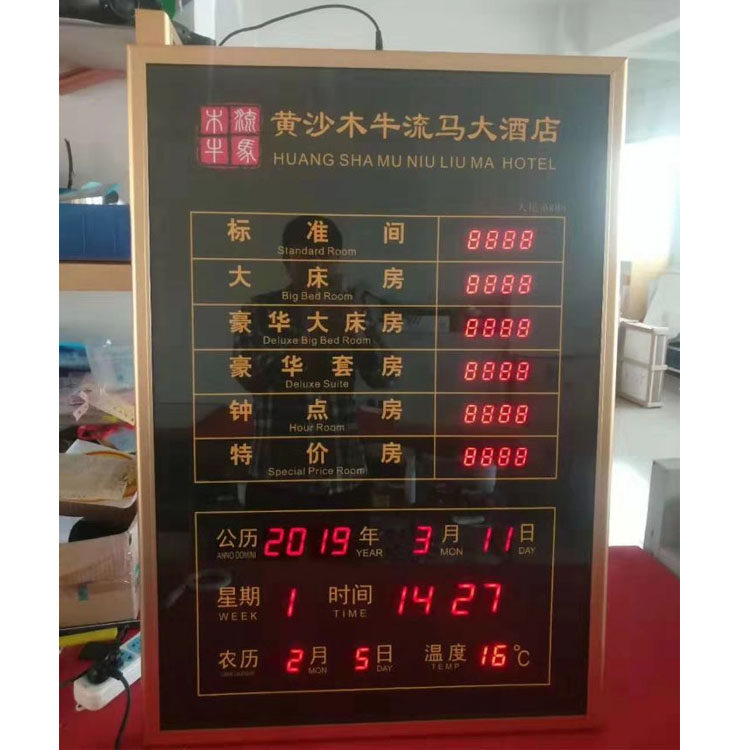 木 流
牛 馬
黄沙木牛流马大酒店
HUANG SHA MU NIU LIU MA HOTEL
标准间 8888
Standard Room
大床房 8888
Big Bed Room
豪华大床房 8888
Deluxe Big Bed Room
豪华套房 8888
Deluxe Suite
钟点房 8888
Hour Room
特价房 8888
Special Price Room
公历 2019 年 3 月 11 日
ANNO DOMINI YEAR MON DAY
星期 1 时间 14 27
WEEK TIME
农历 2 月 5 日 温度 16 ℃
MON DAY TEMP